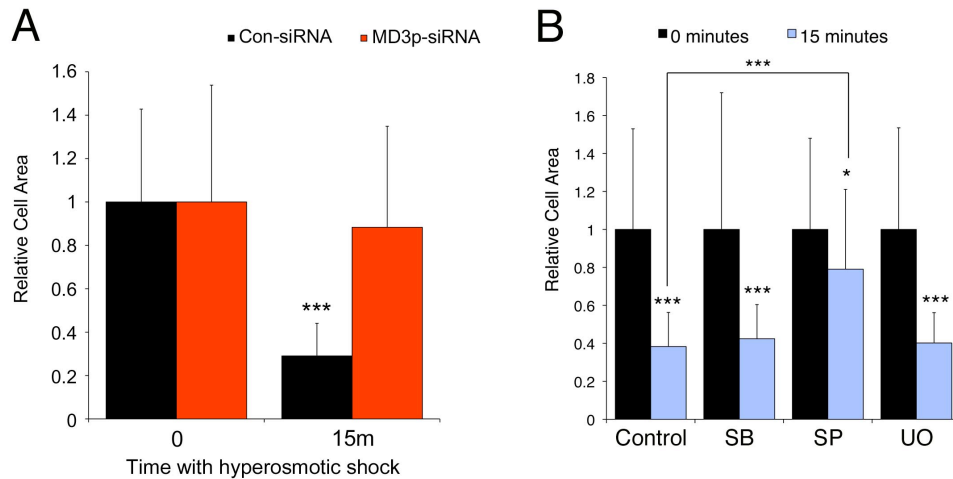 A
Con-siRNA MD3p-siRNA
Relative Cell Area
1.6
1.4
1.2
1
0.8
0.6
0.4
0.2
0
***
0 15m
Time with hyperosmotic shock
B
0 minutes 15 minutes
Relative Cell Area
1.8
1.6
1.4
1.2
1
0.8
0.6
0.4
0.2
0
***
*
*** *** ***
Control SB SP UO